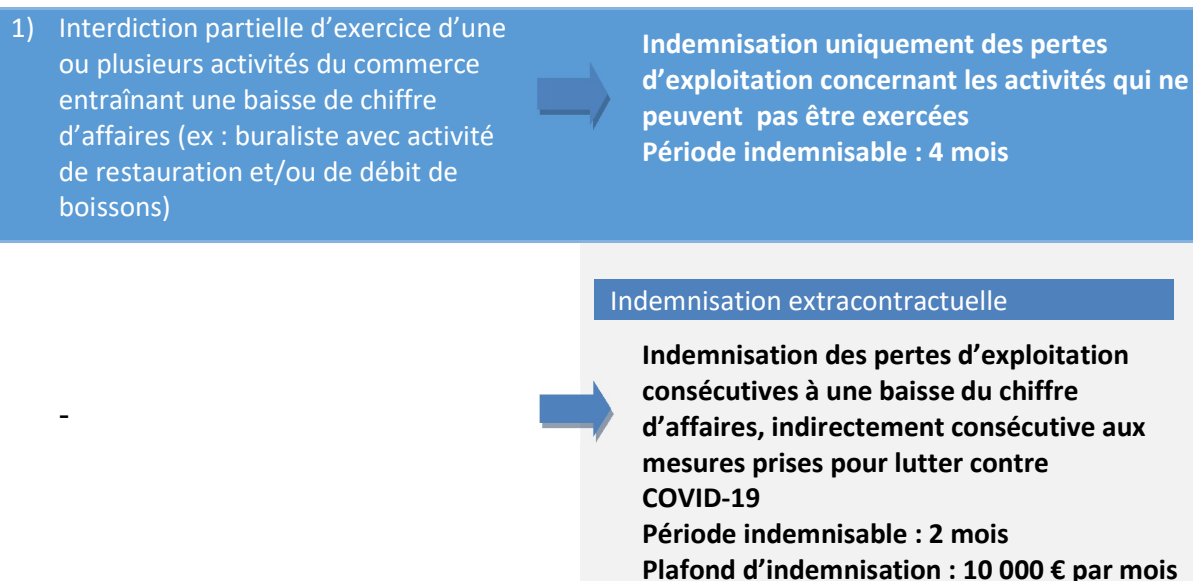 1) Interdiction partielle d’exercice d’une
ou plusieurs activités du commerce
entraînant une baisse de chiffre
d’affaires (ex : buraliste avec activité
de restauration et/ou de débit de
boissons)
Indemnisation uniquement des pertes
d’exploitation concernant les activités qui ne
peuvent pas être exercées
Période indemnisable : 4 mois
Indemnisation extracontractuelle
-
Indemnisation des pertes d’exploitation
consécutives à une baisse du chiffre
d’affaires, indirectement consécutive aux
mesures prises pour lutter contre
COVID-19
Période indemnisable : 2 mois
Plafond d’indemnisation : 10 000 € par mois